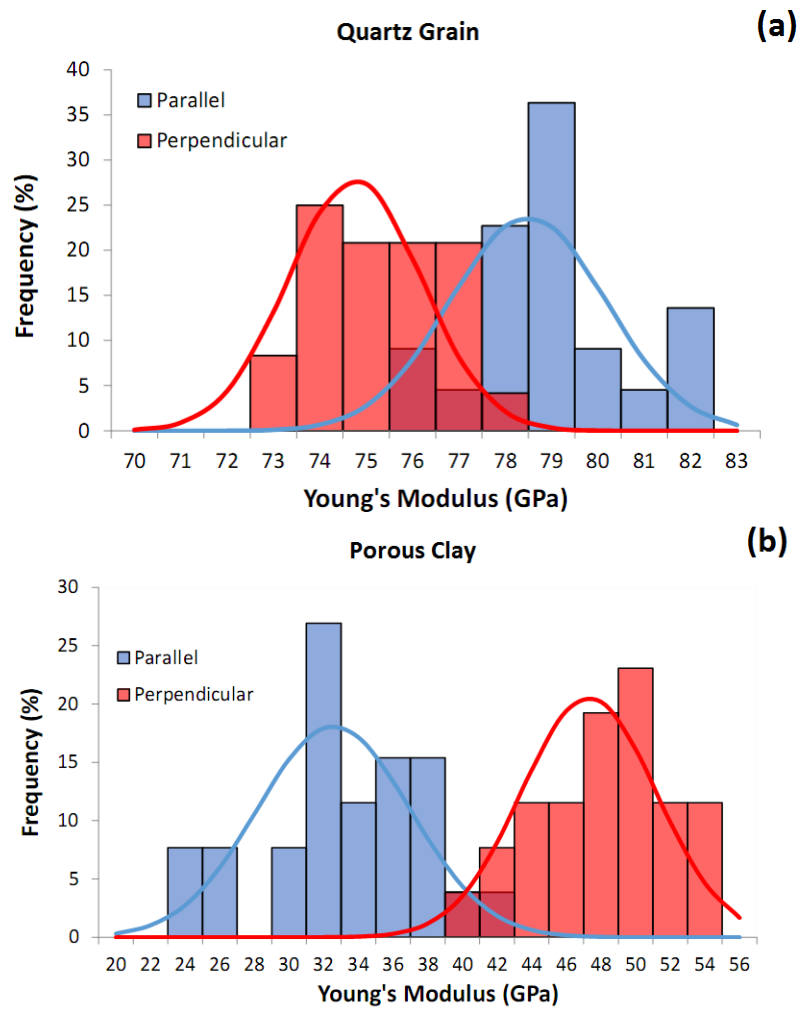 (a)
Quartz Grain
40
35
30
25
20
15
10
5
0
Frequency (%)
Parallel
Perpendicular
70 71 72 73 74 75 76 77 78 79 80 81 82 83
Young's Modulus (GPa)
(b)
Porous Clay
30
25
20
15
10
5
0
Frequency (%)
Parallel
Perpendicular
20 22 24 26 28 30 32 34 36 38 40 42 44 46 48 50 52 54 56
Young's Modulus (GPa)